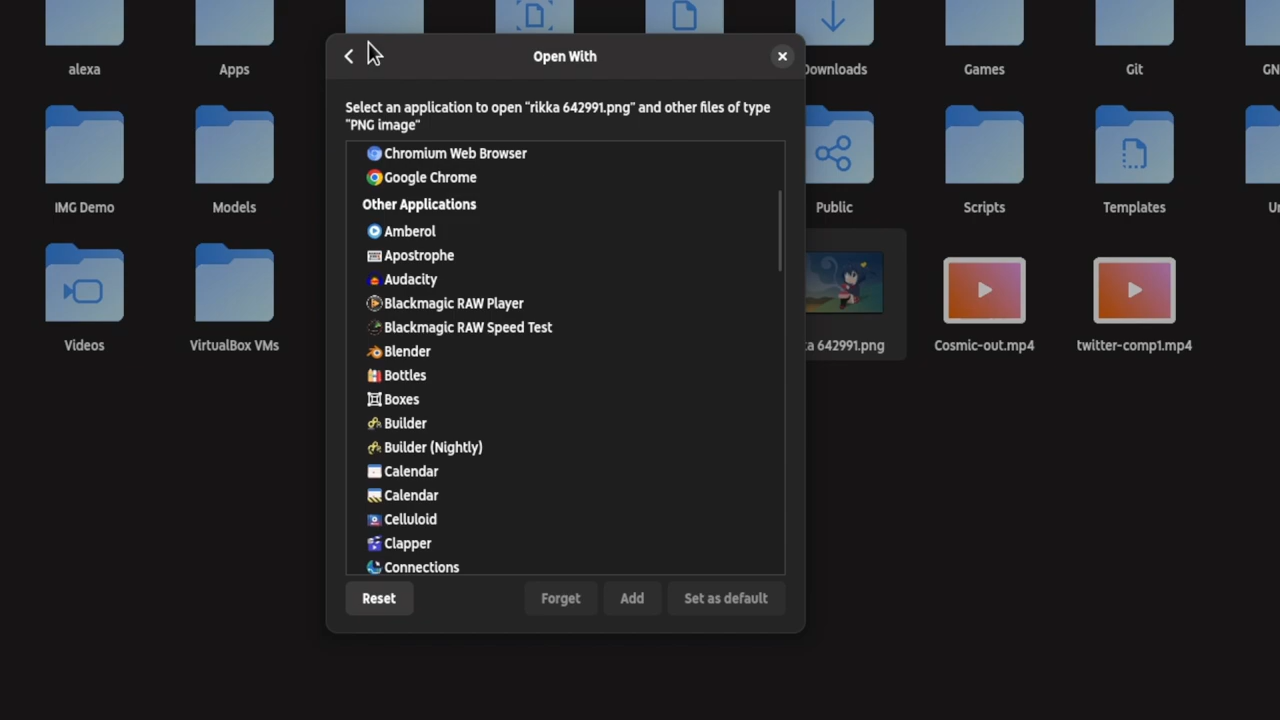 alexa
Apps
Downloads
Games
Git
GN
Open With
Select an application to open "rikka 642991.png" and other files of type
"PNG image"
Chromium Web Browser
Google Chrome
Other Applications
Amberol
Apostrophe
Audacity
Blackmagic RAW Player
Blackmagic RAW Speed Test
Blender
Bottles
Boxes
Builder
Builder (Nightly)
Calendar
Calendar
Celluloid
Clapper
Connections
Reset
Forget
Add
Set as default
IMG Demo
Models
Public
Scripts
Templates
Videos
VirtualBox VMs
ka 642991.png
Cosmic-out.mp4
twitter-comp1.mp4